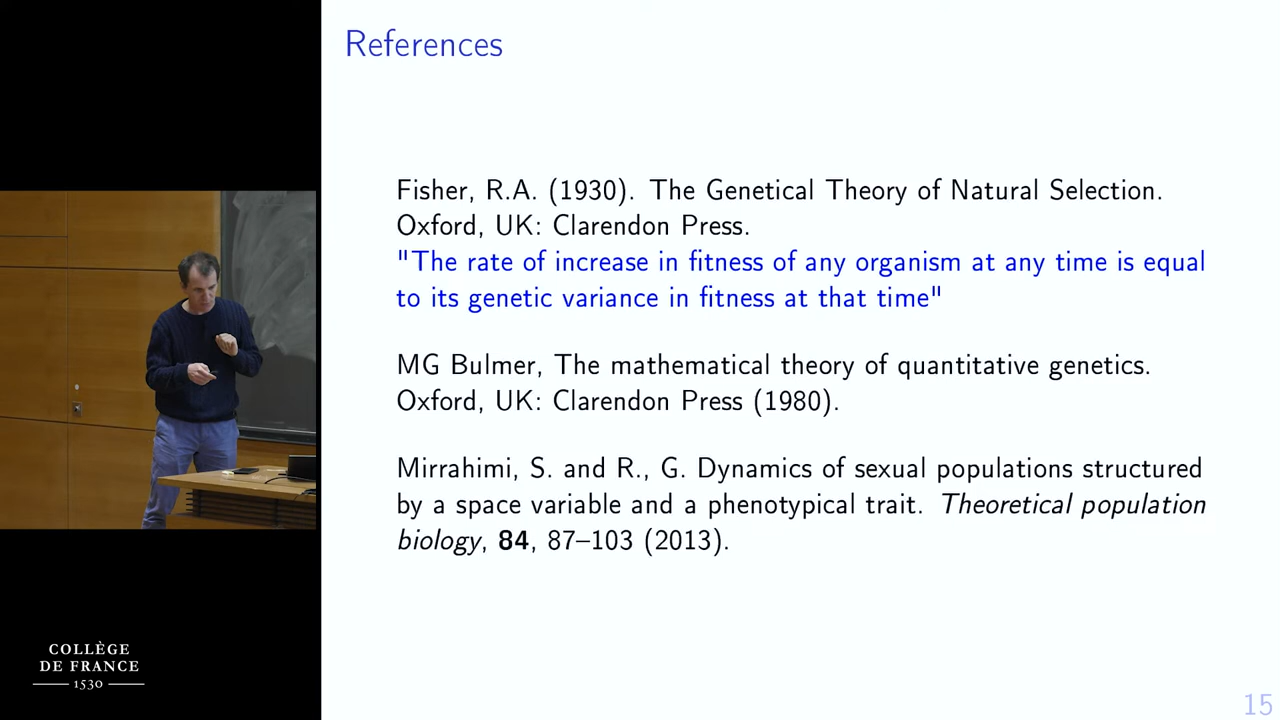 References
Fisher, R.A. (1930). The Genetical Theory of Natural Selection.
Oxford, UK: Clarendon Press.
"The rate of increase in fitness of any organism at any time is equal
to its genetic variance in fitness at that time"
MG Bulmer, The mathematical theory of quantitative genetics.
Oxford, UK: Clarendon Press (1980).
Mirrahimi, S. and R., G. Dynamics of sexual populations structured
by a space variable and a phenotypical trait. Theoretical population
biology, 84, 87–103 (2013).
COLLÈGE
DE FRANCE
1530
15